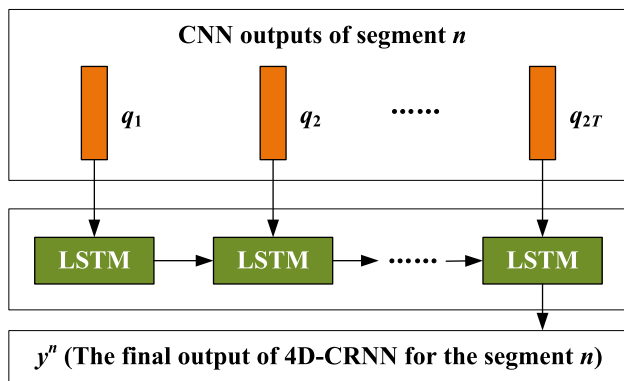 CNN outputs of segment n
q1 q2 …… q2T
LSTM LSTM …… LSTM
y^n (The final output of 4D-CRNN for the segment n)